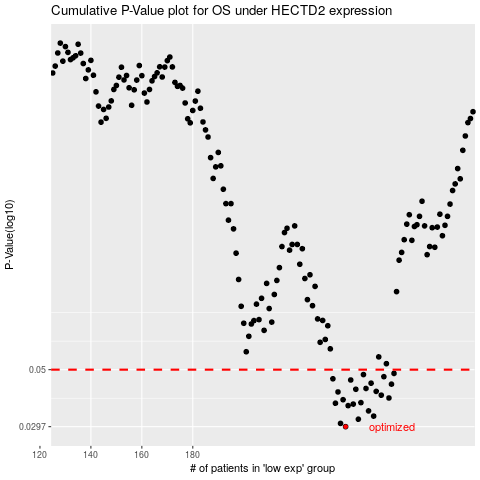 Cumulative P-Value plot for OS under HECTD2 expression
P-Value(log10)
0.05
0.0297
optimized
120 140 160 180
# of patients in 'low exp' group